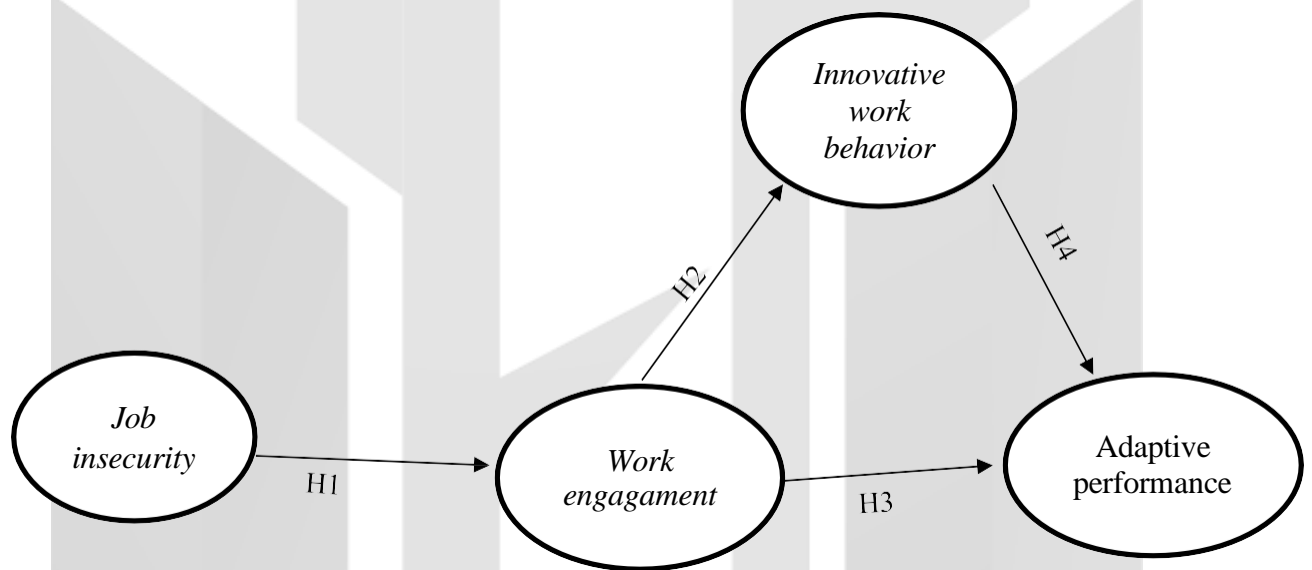 Innovative
work
behavior
H2
H4
Job
insecurity
H1
Work
engagament
H3
Adaptive
performance